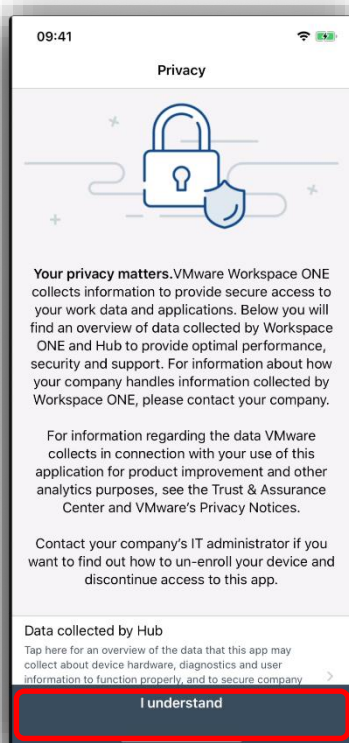 09:41
Privacy
Your privacy matters.VMware Workspace ONE
collects information to provide secure access to
your work data and applications. Below you will
find an overview of data collected by Workspace
ONE and Hub to provide optimal performance,
security and support. For information about how
your company handles information collected by
Workspace ONE, please contact your company.
For information regarding the data VMware
collects in connection with your use of this
application for product improvement and other
analytics purposes, see the Trust & Assurance
Center and VMware's Privacy Notices.
Contact your company's IT administrator if you
want to find out how to un-enroll your device and
discontinue access to this app.
Data collected by Hub
Tap here for an overview of the data that this app may
collect about device hardware, diagnostics and user
information to function properly, and to secure company
I understand